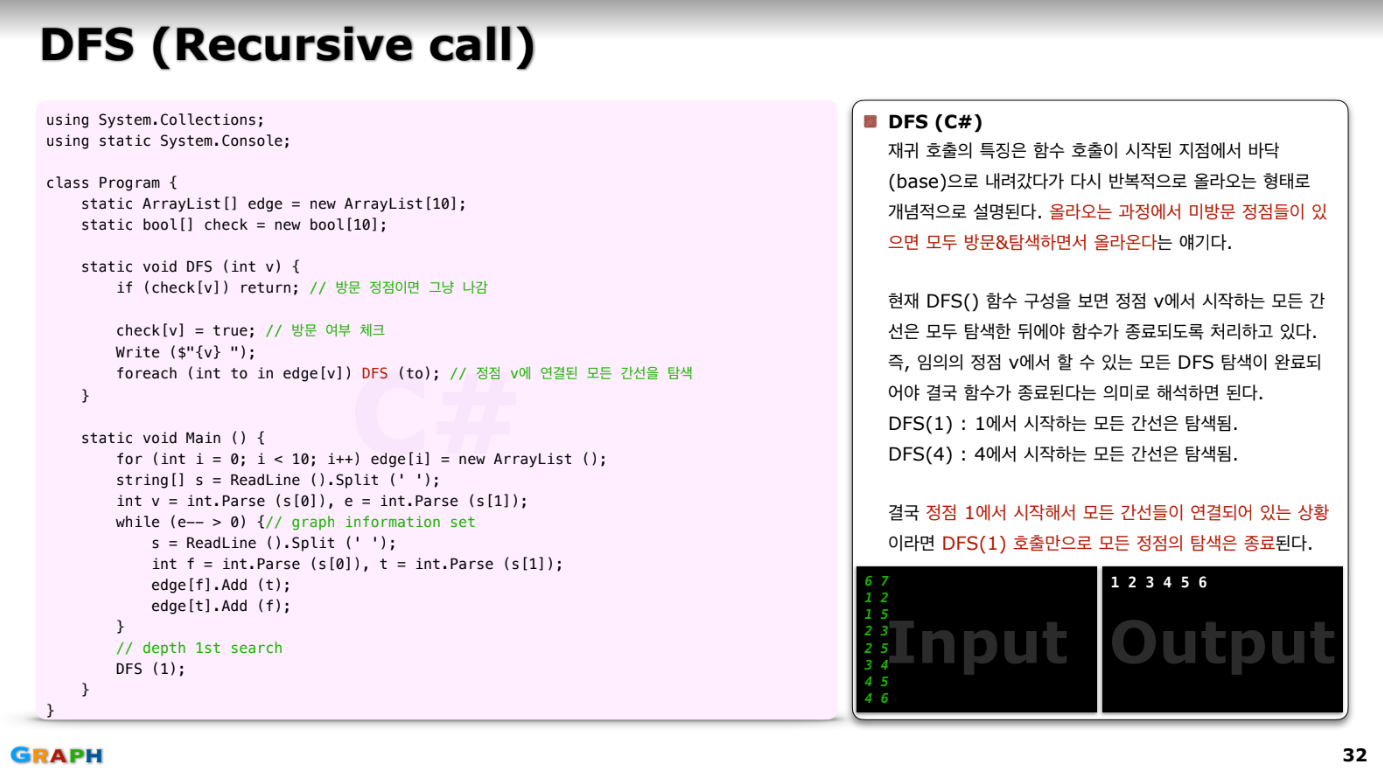 DFS (Recursive call)
using System.Collections;
using static System.Console;
class Program {
static ArrayList[] edge = new ArrayList[10];
static bool[] check = new bool[10];
static void DFS (int v) {
if (check[v]) return; // 방문 정점이면 그냥 나감
check[v] = true; // 방문 여부 체크
Write ($"{v} ");
foreach (int to in edge[v]) DFS (to); // 정점 v에 연결된 모든 간선을 탐색
}
C#
static void Main () {
for (int i = 0; i < 10; i++) edge[i] = new ArrayList ();
string[] s = ReadLine ().Split (' ');
int v = int.Parse (s[0]), e = int.Parse (s[1]);
while (e-- > 0) {// graph information set
s = ReadLine ().Split (' ');
int f = int.Parse (s[0]), t = int.Parse (s[1]);
edge[f].Add (t);
edge[t].Add (f);
}
// depth 1st search
DFS (1);
}
}
DFS (C#)
재귀 호출의 특징은 함수 호출이 시작된 지점에서 바닥
(base)으로 내려갔다가 다시 반복적으로 올라오는 형태로
개념적으로 설명된다. 올라오는 과정에서 미방문 정점들이 있
으면 모두 방문&탐색하면서 올라온다는 얘기다.
현재 DFS() 함수 구성을 보면 정점 v에서 시작하는 모든 간
선은 모두 탐색한 뒤에야 함수가 종료되도록 처리하고 있다.
즉, 임의의 정점 v에서 할 수 있는 모든 DFS 탐색이 완료되
어야 결국 함수가 종료된다는 의미로 해석하면 된다.
DFS(1) : 1에서 시작하는 모든 간선은 탐색됨.
DFS(4) : 4에서 시작하는 모든 간선은 탐색됨.
결국 정점 1에서 시작해서 모든 간선들이 연결되어 있는 상황
이라면 DFS(1) 호출만으로 모든 정점의 탐색은 종료된다.
6 7
1 2
1 5
2 3
2 5
3 4
4 5
4 6
Input
1 2 3 4 5 6
Output
GRAPH
32